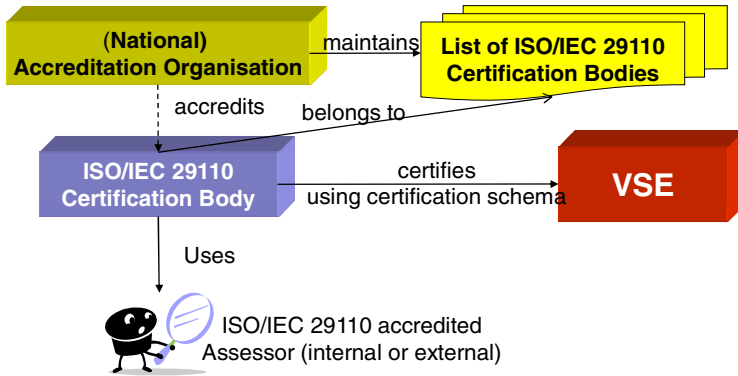 (National)
Accreditation Organisation
maintains
List of ISO/IEC 29110
Certification Bodies
accredits
belongs to
ISO/IEC 29110
Certification Body
certifies
using certification schema
VSE
Uses
ISO/IEC 29110 accredited
Assessor (internal or external)